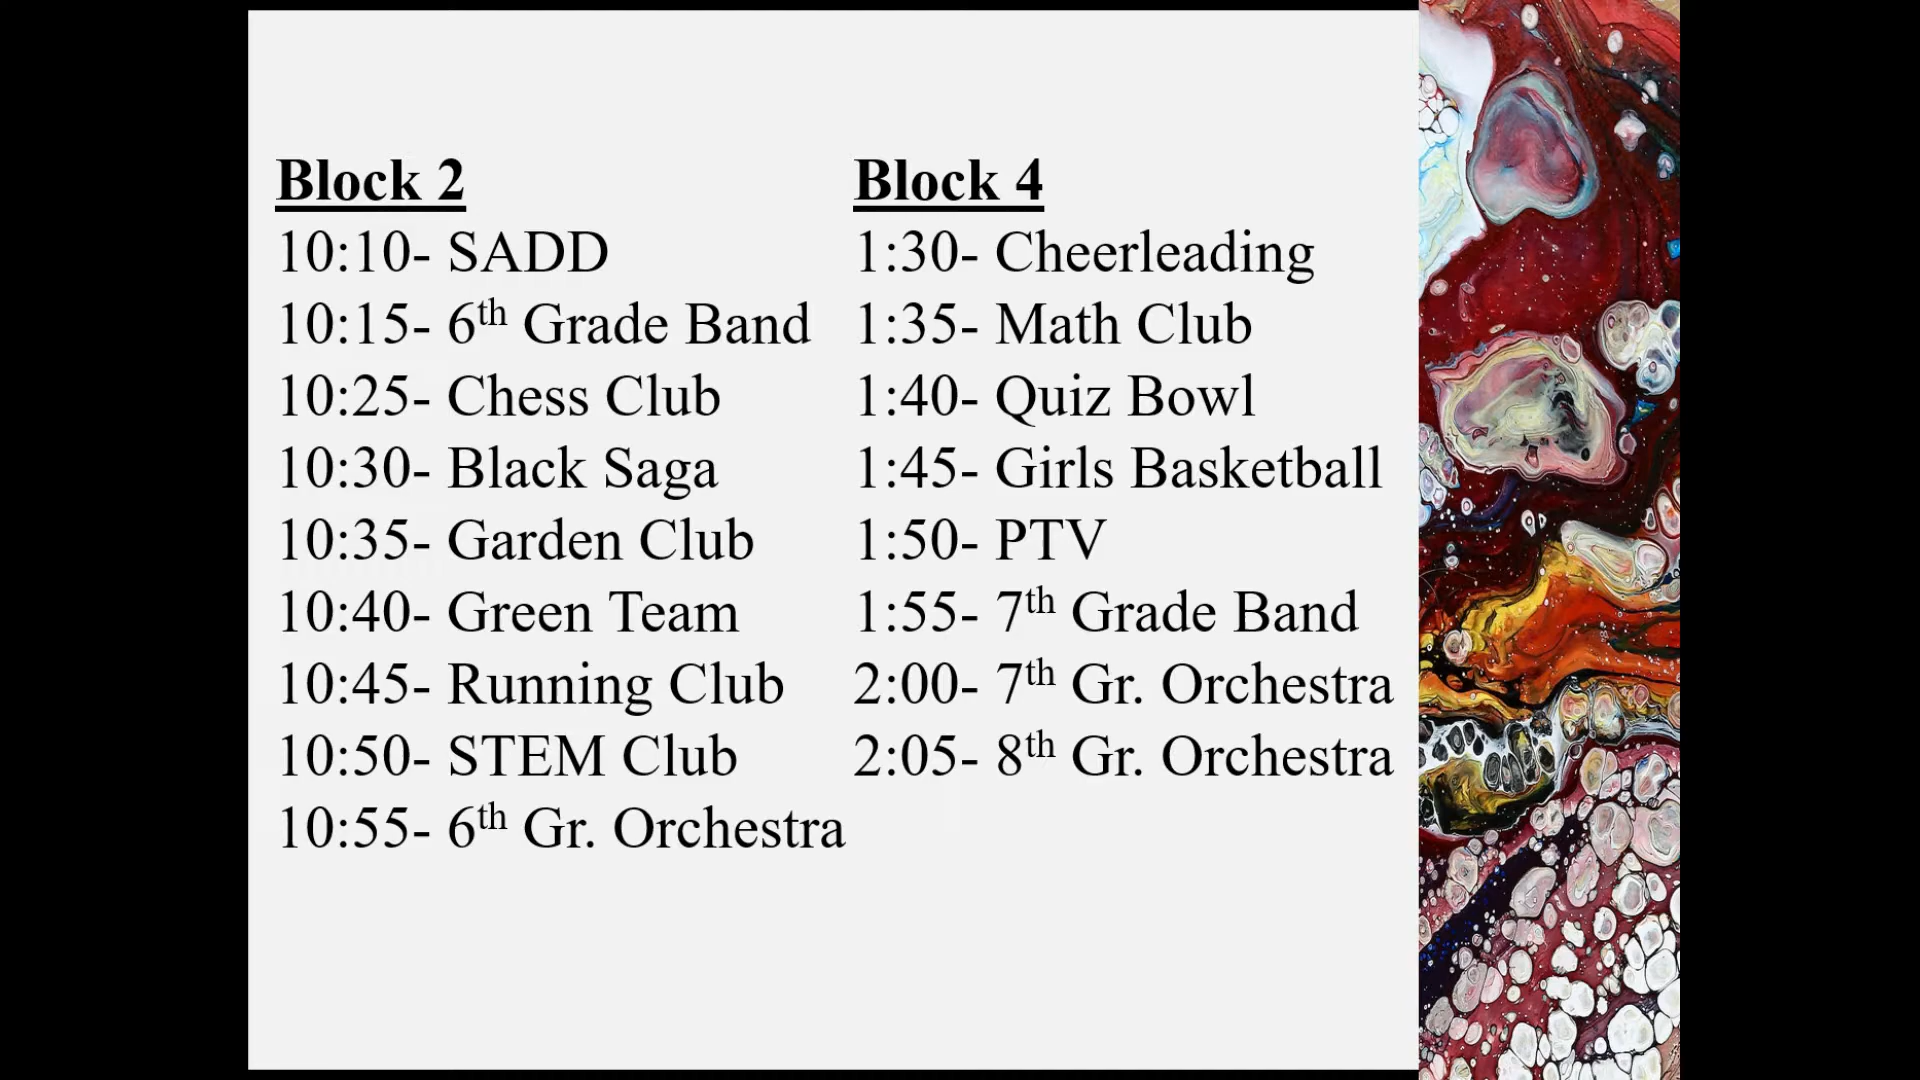 Block 2
10:10- SADD
10:15- 6th Grade Band
10:25- Chess Club
10:30- Black Saga
10:35- Garden Club
10:40- Green Team
10:45- Running Club
10:50- STEM Club
10:55- 6th Gr. Orchestra
Block 4
1:30- Cheerleading
1:35- Math Club
1:40- Quiz Bowl
1:45- Girls Basketball
1:50- PTV
1:55- 7th Grade Band
2:00- 7th Gr. Orchestra
2:05- 8th Gr. Orchestra